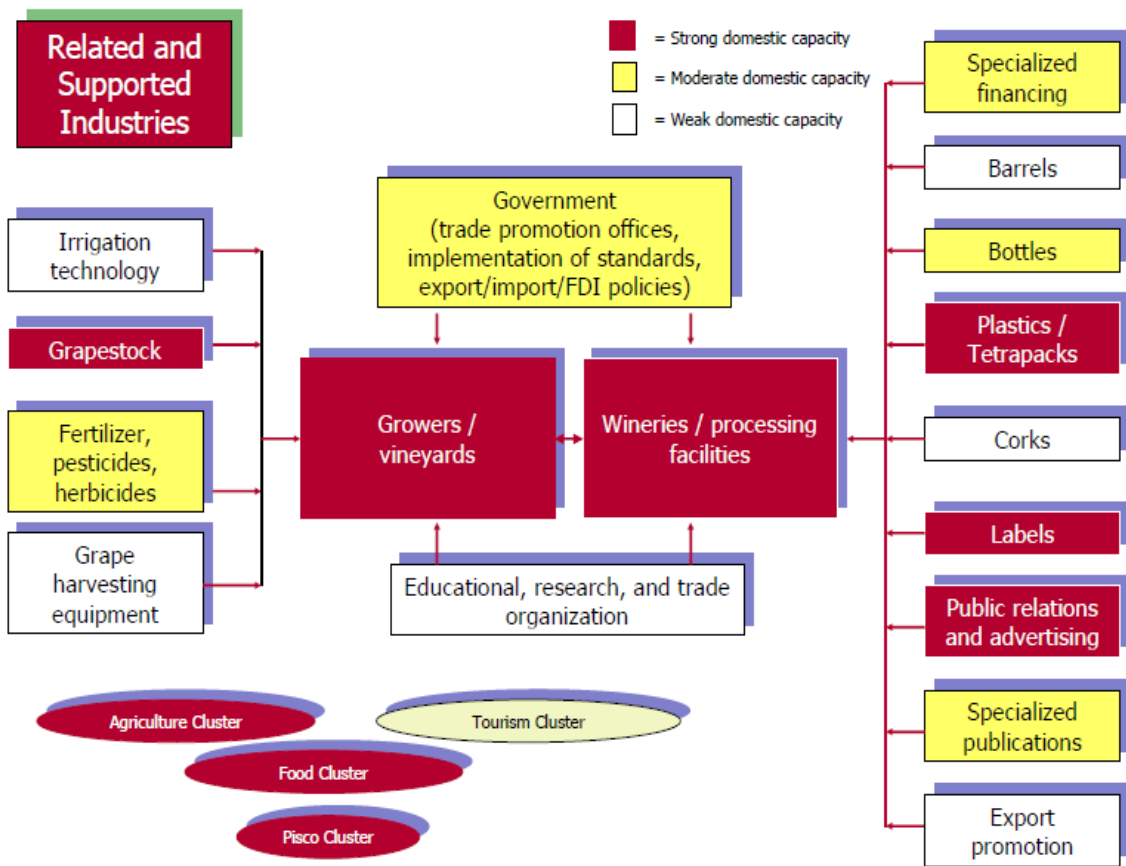 Related and
Supported
Industries
= Strong domestic capacity
= Moderate domestic capacity
= Weak domestic capacity
Irrigation
technology
Grapestock
Fertilizer,
pesticides,
herbicides
Grape
harvesting
equipment
Government
(trade promotion offices,
implementation of standards,
export/import/FDI policies)
Growers /
vineyards
Wineries / processing
facilities
Educational, research, and trade
organization
Specialized
financing
Barrels
Bottles
Plastics /
Tetrapacks
Corks
Labels
Public relations
and advertising
Specialized
publications
Export
promotion
Agriculture Cluster
Tourism Cluster
Food Cluster
Pisco Cluster